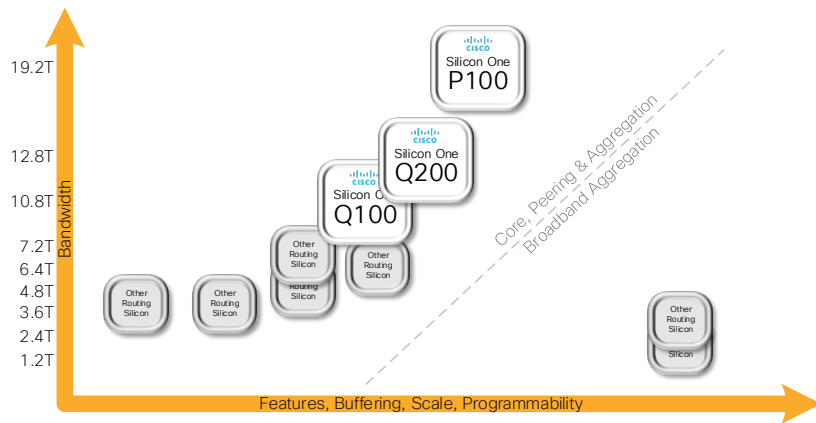 19.2T
12.8T
10.8T
7.2T
6.4T
4.8T
3.6T
2.4T
1.2T
Bandwidth
CISCO
Silicon One
P100
CISCO
Silicon One
Q200
CISCO
Silicon O
Q100
Other
Routing
Silicon
Other
Routing
Silicon
Other
Routing
Silicon
Routing
Silicon
Other
Routing
Silicon
Other
Routing
Silicon
Silicon
Core, Peering & Aggregation
Broadband Aggregation
Features, Buffering, Scale, Programmability